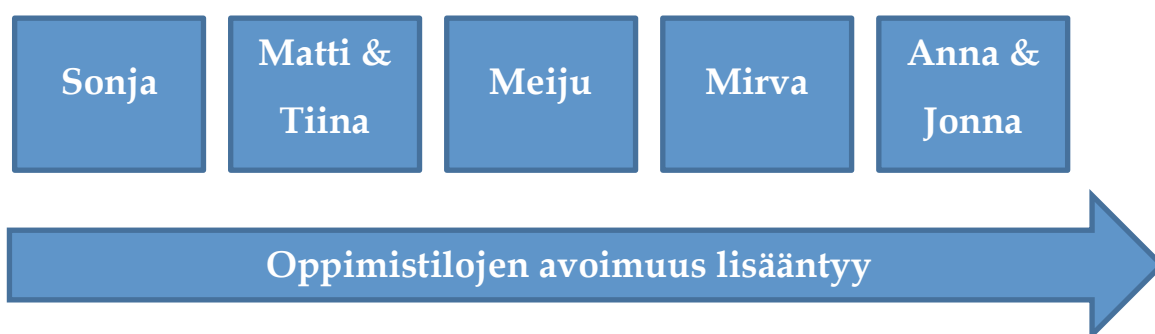 Sonja
Matti &
Tiina
Meiju
Mirva
Anna &
Jonna
Oppimistilojen avoimuus lisääntyy